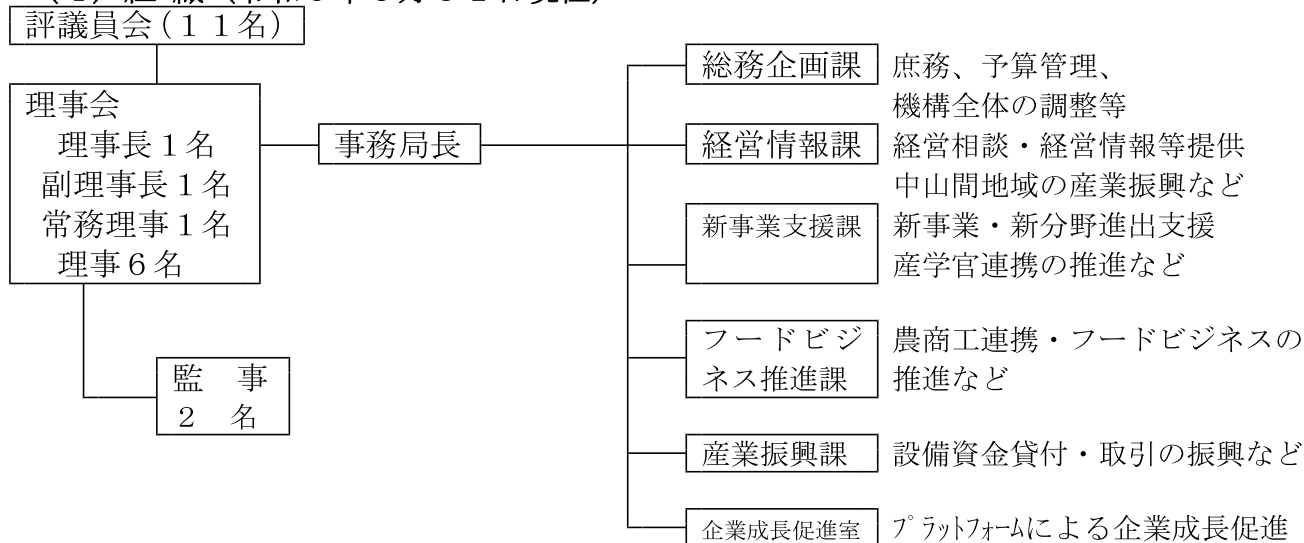 評議員会(１１名)
理事会
理事長１名
副理事長１名
常務理事１名
理事６名
監　事
２　名
事務局長
総務企画課　庶務、予算管理、
機構全体の調整等
経営情報課　経営相談・経営情報等提供
中山間地域の産業振興など
新事業支援課　新事業・新分野進出支援
産学官連携の推進など
フードビジ　農商工連携・フードビジネスの
ネス推進課　推進など
産業振興課　設備資金貸付・取引の振興など
企業成長促進室　ﾌﾟﾗｯﾄﾌｫｰﾑによる企業成長促進